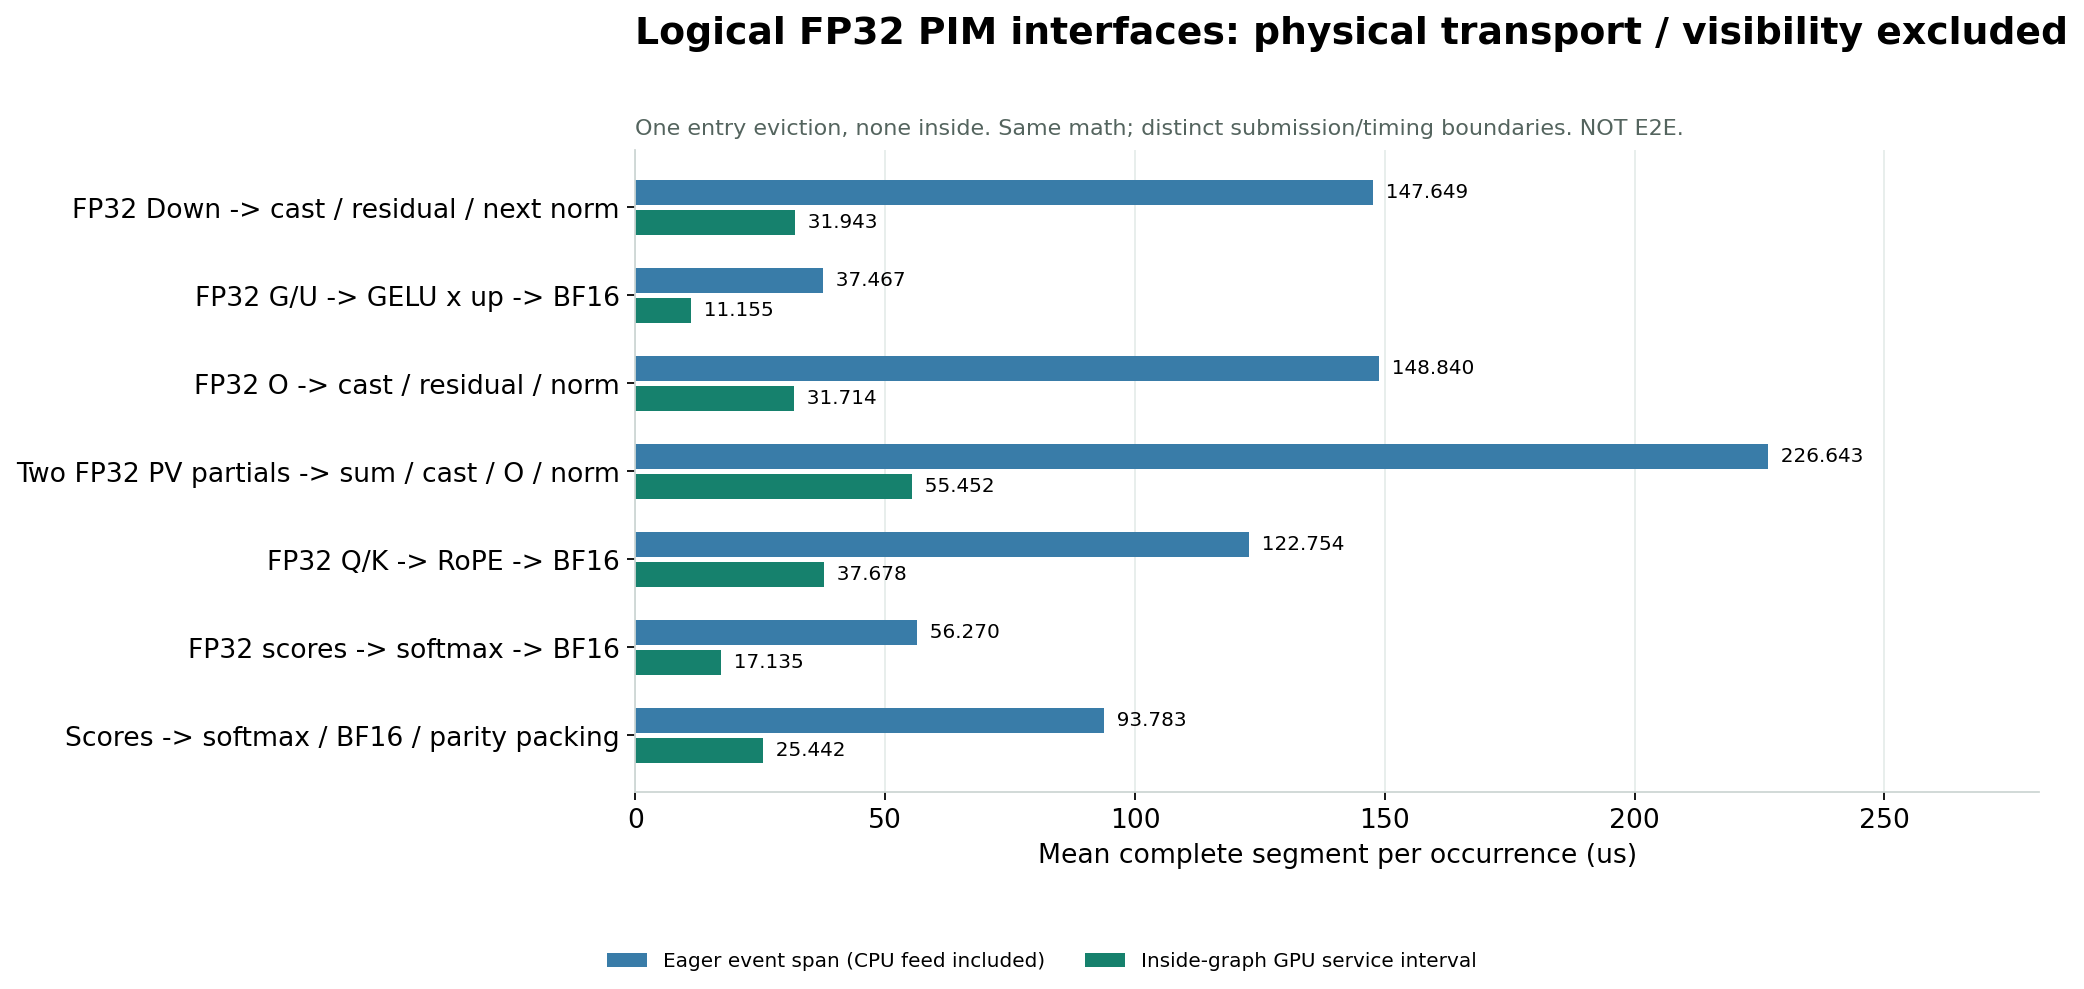 Logical FP32 PIM interfaces: physical transport / visibility excluded
One entry eviction, none inside. Same math; distinct submission/timing boundaries. NOT E2E.
FP32 Down -> cast / residual / next norm
147.649
31.943
FP32 G/U -> GELU x up -> BF16
37.467
11.155
FP32 O -> cast / residual / norm
148.840
31.714
Two FP32 PV partials -> sum / cast / O / norm
226.643
55.452
FP32 Q/K -> RoPE -> BF16
122.754
37.678
FP32 scores -> softmax -> BF16
56.270
17.135
Scores -> softmax / BF16 / parity packing
93.783
25.442
0 50 100 150 200 250
Mean complete segment per occurrence (us)
Eager event span (CPU feed included) Inside-graph GPU service interval